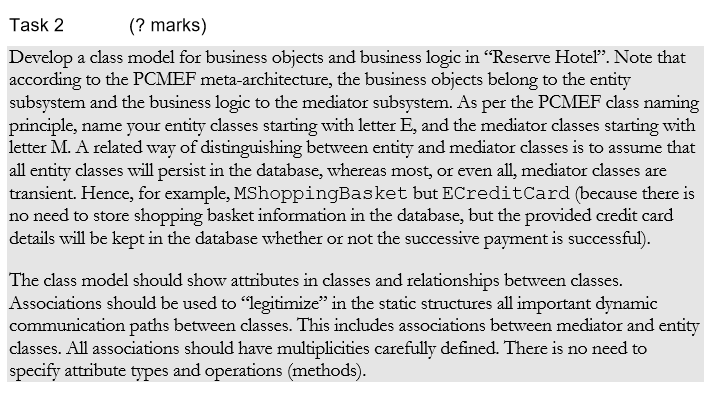 Task 2 (? marks)
Develop a class model for business objects and business logic in “Reserve Hotel”. Note that
according to the PCMEF meta-architecture, the business objects belong to the entity
subsystem and the business logic to the mediator subsystem. As per the PCMEF class naming
principle, name your entity classes starting with letter E, and the mediator classes starting with
letter M. A related way of distinguishing between entity and mediator classes is to assume that
all entity classes will persist in the database, whereas most, or even all, mediator classes are
transient. Hence, for example, MShoppingBasket but ECreditCard (because there is
no need to store shopping basket information in the database, but the provided credit card
details will be kept in the database whether or not the successive payment is successful).
The class model should show attributes in classes and relationships between classes.
Associations should be used to “legitimize” in the static structures all important dynamic
communication paths between classes. This includes associations between mediator and entity
classes. All associations should have multiplicities carefully defined. There is no need to
specify attribute types and operations (methods).